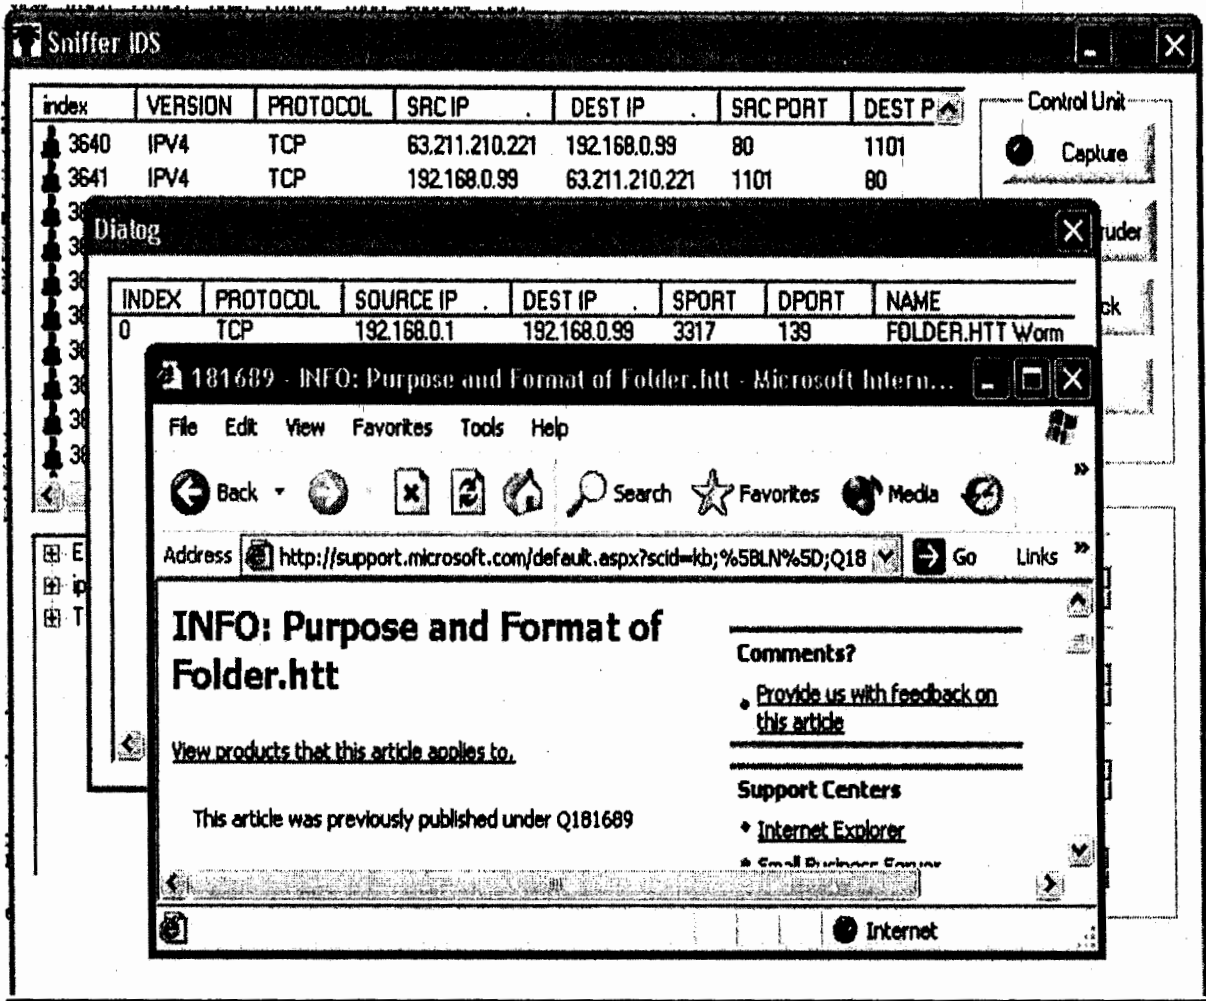 Sniffer IDS
index VERSION PROTOCOL SRC IP DEST IP SRC PORT DEST P
Control Unit
3640 IPV4 TCP 63.211.210.221 192.168.0.99 80 1101
Capture
3641 IPV4 TCP 192.168.0.99 63.211.210.221 1101 80
38
Dialog
ruder
INDEX PROTOCOL SOURCE IP DEST IP SPORT DPORT NAME
ck
0 TCP 192.168.0.1 192.168.0.99 3317 139 FOLDER.HTT Worm
181689 - INFO: Purpose and Format of Folder.htt - Microsoft Intern...
File Edit View Favorites Tools Help
Back Search Favorites Media
Address http://support.microsoft.com/default.aspx?scid=kb;%5BLN%5D;Q18 Go Links
E
ip
T
INFO: Purpose and Format of
Folder.htt
View products that this article applies to.
This article was previously published under Q181689
Comments?
Provide us with feedback on
this article
Support Centers
Internet Explorer
Small Business Server
Internet